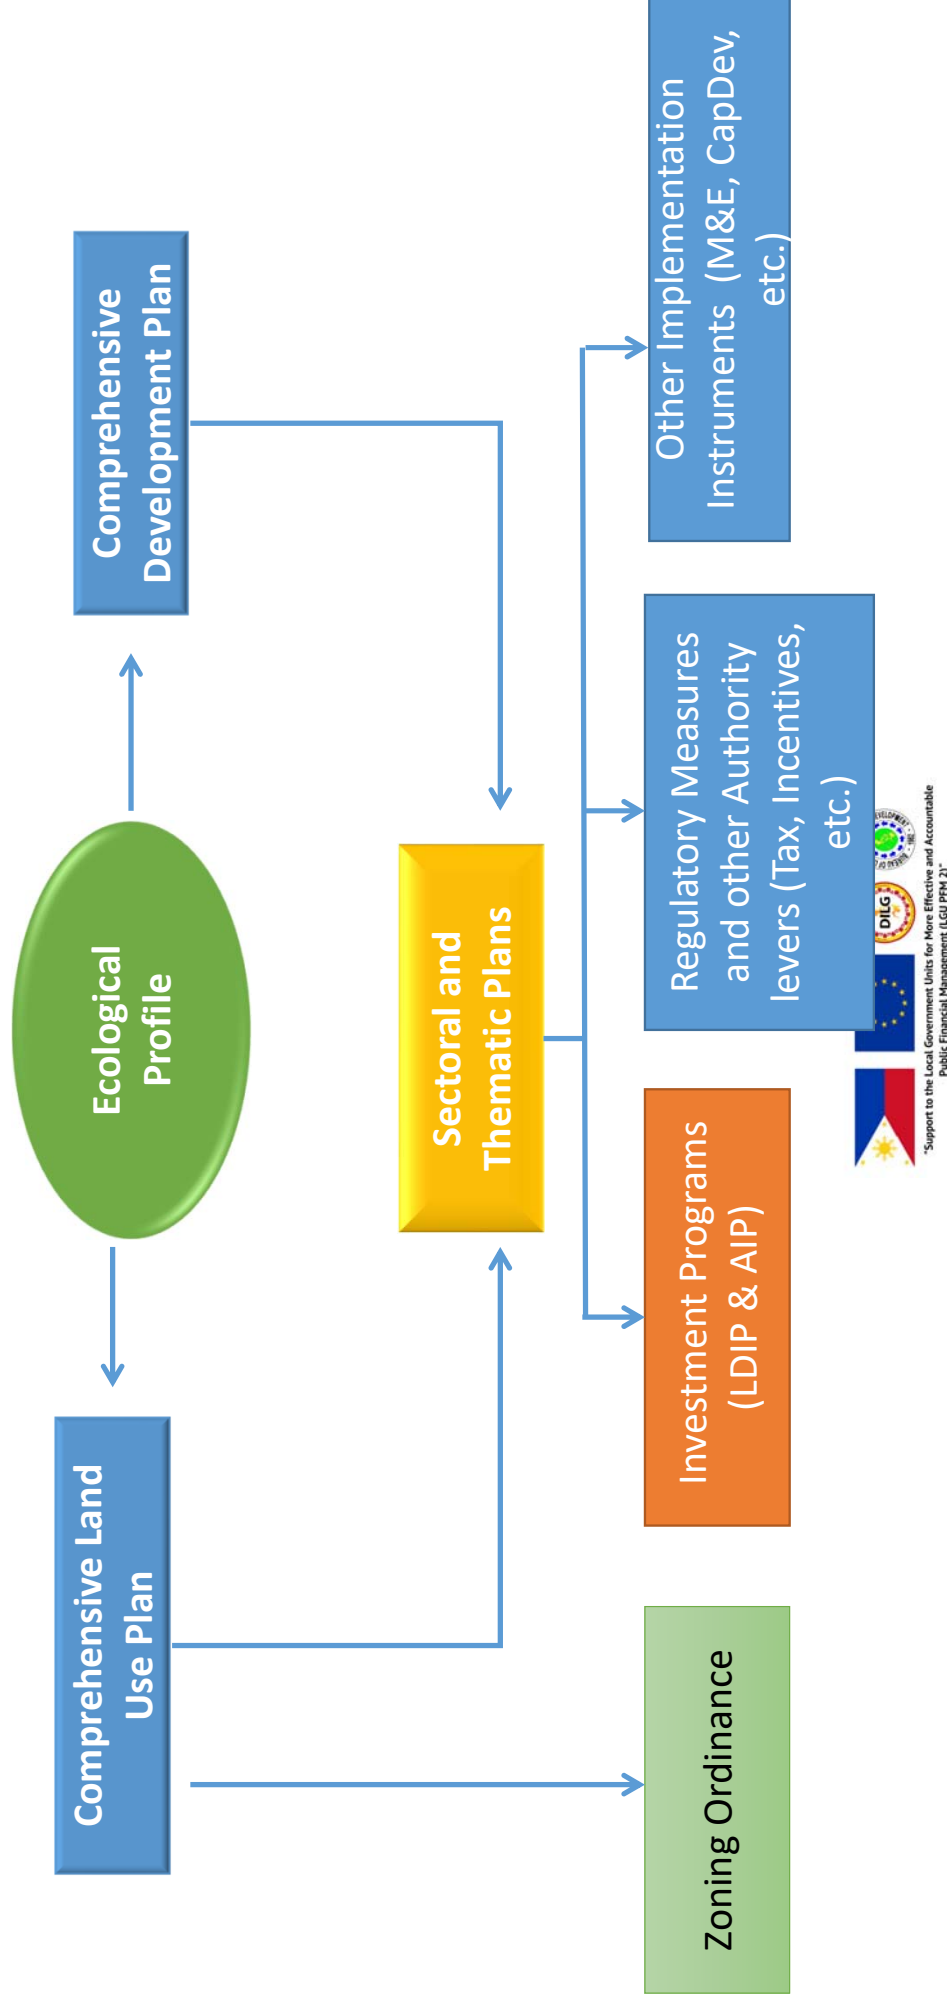 Ecological
Profile
Comprehensive Land
Use Plan
Comprehensive
Development Plan
Sectoral and
Thematic Plans
Zoning Ordinance
Investment Programs
(LDIP & AIP)
Regulatory Measures
and other Authority
levers (Tax, Incentives,
etc.)
Other Implementation
Instruments (M&E, CapDev,
etc.)
DILG
"Support to the Local Government Units for More Effective and Accountable
Public Financial Management (LGU PFM 2)"